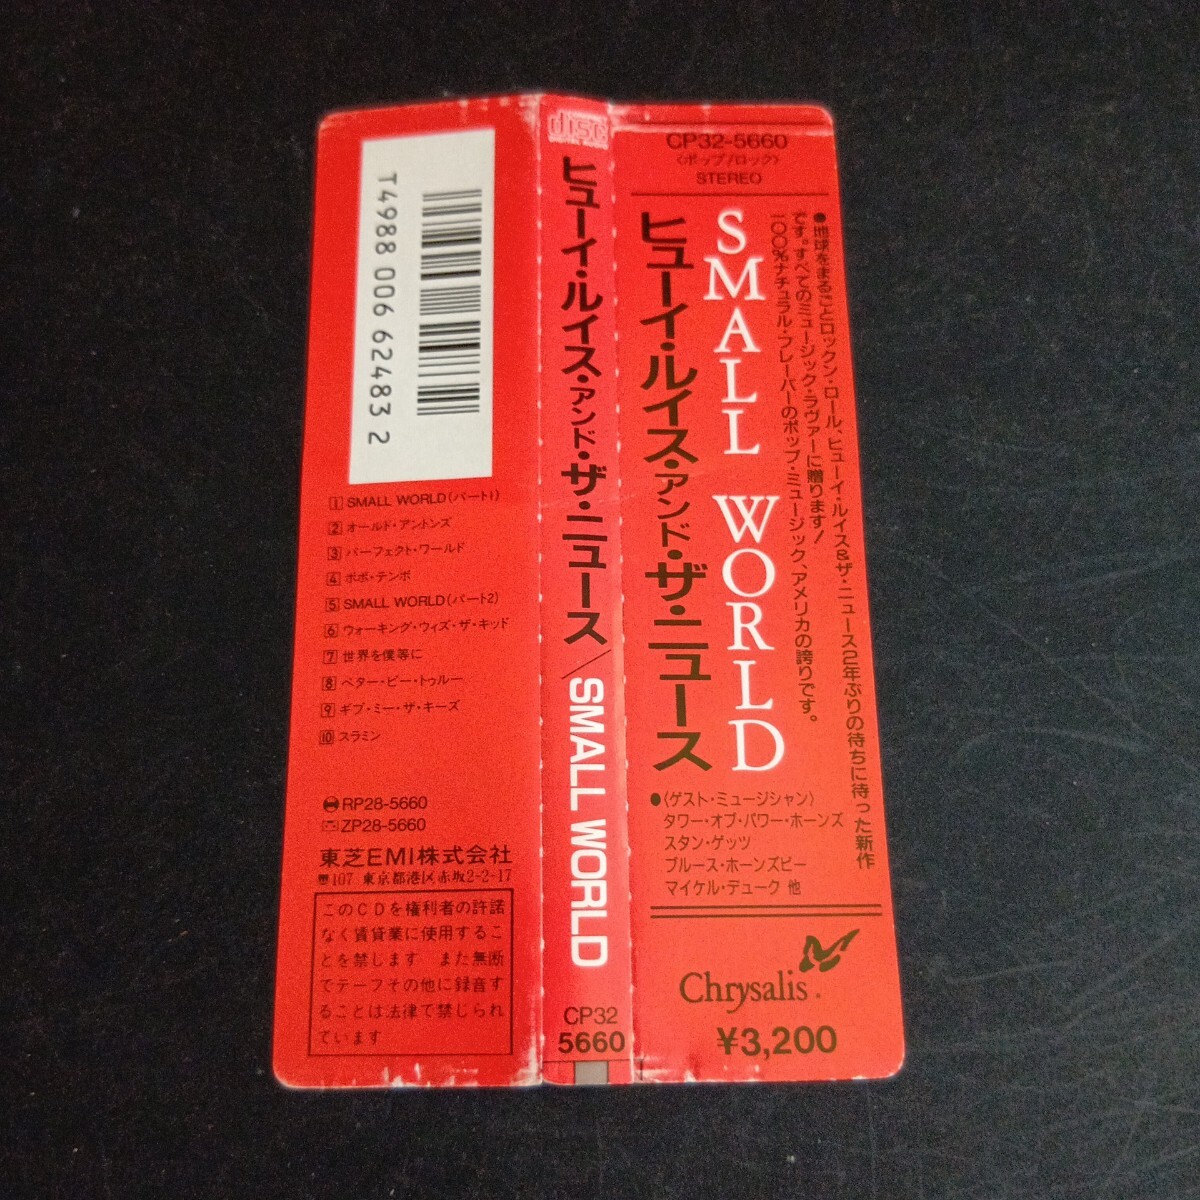 T4988 006 62483 2
1 SMALL WORLD(パート1)
2 オールド・アントンズ
3 パーフェクト・ワールド
4 ボボ・テンポ
5 SMALL WORLD(パート2)
6 ウォーキング・ウィズ・ザ・キッド
7 世界を僕等に
8 ベター・ビー・トゥルー
9 ギブ・ミー・ザ・キーズ
10 スラミン
RP28-5660
ZP28-5660
東芝EMI株式会社
〒107 東京都港区赤坂2-2-17
このCDを権利者の許諾
なく賃貸業に使用するこ
とを禁じます また無断
でテープその他に録音す
ることは法律で禁じられ
ています
disc
ヒューイ・ルイス・アンド・ザ・ニュース/SMALL WORLD
CP32
5660
CP32-5660
〈ポップ/ロック〉
STEREO
●地球をまるごとロックン・ロール、ヒューイ・ルイス&ザ・ニュース2年ぶりの待ちに待った新作
です。すべてのミュージック・ラヴァーに贈ります!
100%ナチュラル・フレーバーのポップ・ミュージック、アメリカの誇りです。
SMALL WORLD
ヒューイ・ルイス・アンド・ザ・ニュース
●〈ゲスト・ミュージシャン〉
タワー・オブ・パワー・ホーンズ
スタン・ゲッツ
ブルース・ホーンズビー
マイケル・デューク 他
Chrysalis
¥3,200